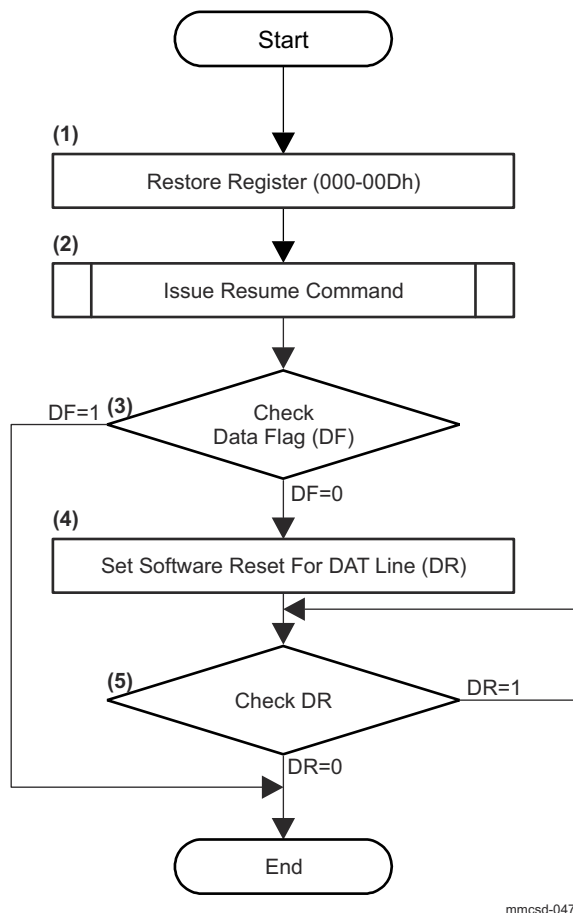 Start
(1)
Restore Register (000-00Dh)
(2)
Issue Resume Command
DF=1
(3)
Check
Data Flag (DF)
DF=0
(4)
Set Software Reset For DAT Line (DR)
(5)
Check DR
DR=1
DR=0
End
mmcsd-047